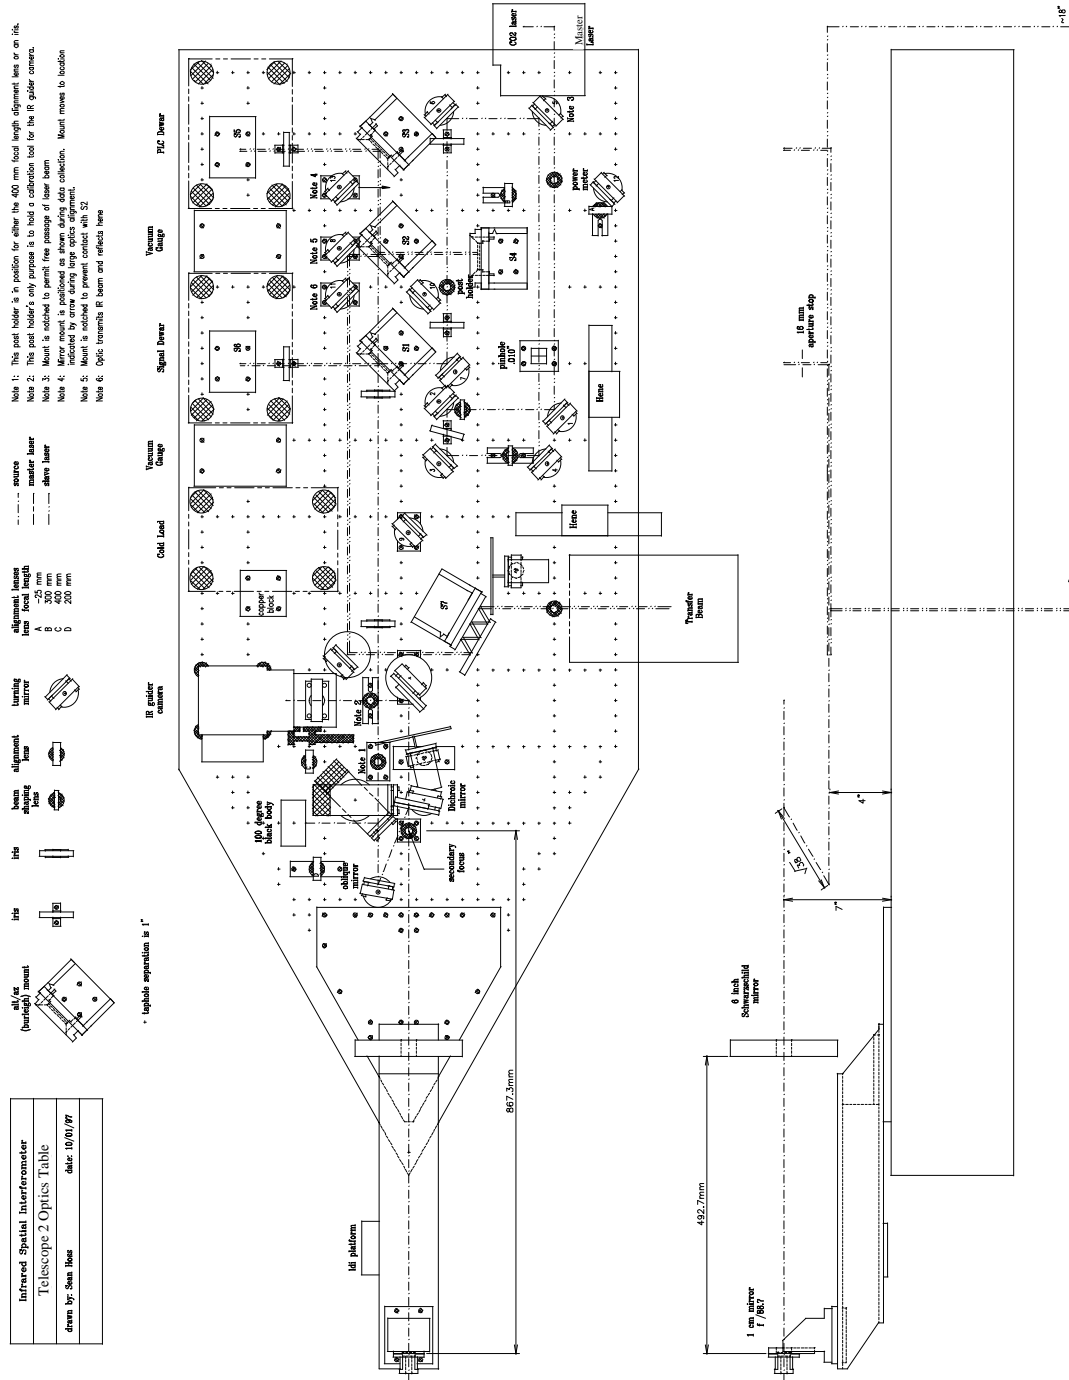 Note 1: This post holder is in position for either the 400 mm focal length alignment lens or an iris.
Note 2: This post holder's only purpose is to hold a calibration tool for the IR guider camera.
Note 3: Mount is notched to permit free passage of laser beam
Note 4: Mirror mount is positioned as shown during data collection. Mount moves to location
indicated by arrow during large optics alignment.
Note 5: Mount is notched to prevent contact with S2
Note 6: Optic transmits IR beam and reflects hene
source
master laser
slave laser
alignment lenses
lens focal length
A -25 mm
B 300 mm
C 400 mm
D 200 mm
turning
mirror
alignment
lens
beam
shaping
lens
iris
iris
alt/az
(burleigh) mount
+ taphole separation is 1"
Infrared Spatial Interferometer
Telescope 2 Optics Table
drawn by: Sean Hoss date: 10/01/97
PLC Dewar
Vacuum
Gauge
Signal Dewar
Vacuum
Gauge
Cold Load
IR guider
camera
S5
S6
copper
block
Note 4
Note 5
Note 6
S3
S2
S1
S4
S7
CO2 laser
Master
Laser
Note 3
power
meter
post
holder
pinhole
.010"
Hene
Hene
Transfer
Beam
Note 2
Note 1
Dichroic
mirror
100 degree
black body
oblique
mirror
secondary
focus
867.3mm
Idi platform
~18"
16 mm
aperture stop
4"
7"
.38"
6 inch
Schwarzschild
mirror
492.7mm
1 cm mirror
f /88.7